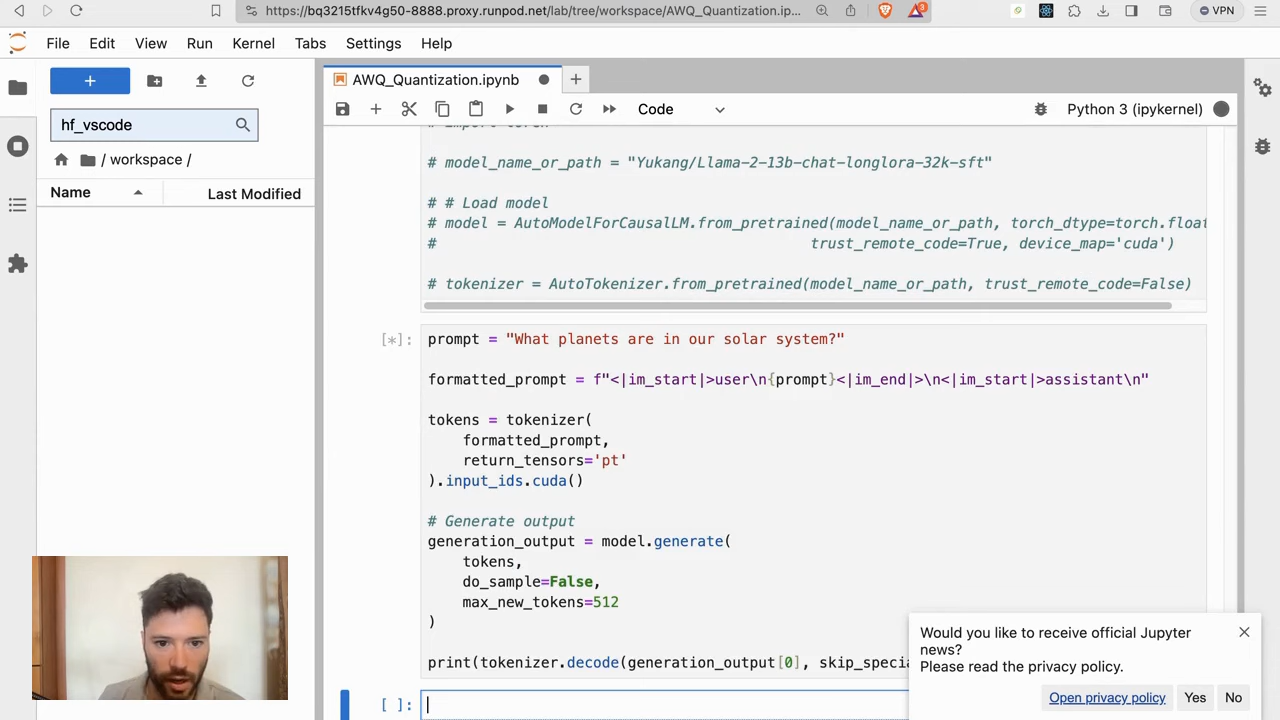 https://bq3215tfkv4g50-8888.proxy.runpod.net/lab/tree/workspace/AWQ_Quantization.ip...
3
VPN
File Edit View Run Kernel Tabs Settings Help
+
hf_vscode
/ workspace /
Name Last Modified
AWQ_Quantization.ipynb
Code
Python 3 (ipykernel)
# import torch
# model_name_or_path = "Yukang/Llama-2-13b-chat-longlora-32k-sft"
# # Load model
# model = AutoModelForCausalLM.from_pretrained(model_name_or_path, torch_dtype=torch.float
# trust_remote_code=True, device_map='cuda')
# tokenizer = AutoTokenizer.from_pretrained(model_name_or_path, trust_remote_code=False)
[*]:
prompt = "What planets are in our solar system?"
formatted_prompt = f"<|im_start|>user\n{prompt}<|im_end|>\n<|im_start|>assistant\n"
tokens = tokenizer(
formatted_prompt,
return_tensors='pt'
).input_ids.cuda()
# Generate output
generation_output = model.generate(
tokens,
do_sample=False,
max_new_tokens=512
)
print(tokenizer.decode(generation_output[0], skip_specia
[ ]:
Would you like to receive official Jupyter
news?
Please read the privacy policy.
Open privacy policy Yes No